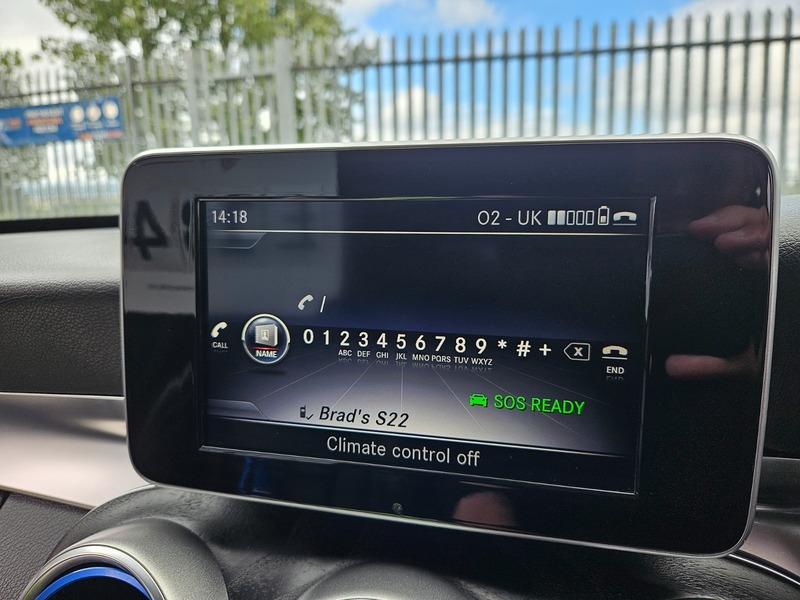 14:18 O2 - UK
/
CALL NAME 0 1 2 3 4 5 6 7 8 9 * # + X END
ABC DEF GHI JKL MNO PQRS TUV WXYZ
SOS READY
Brad's S22
Climate control off